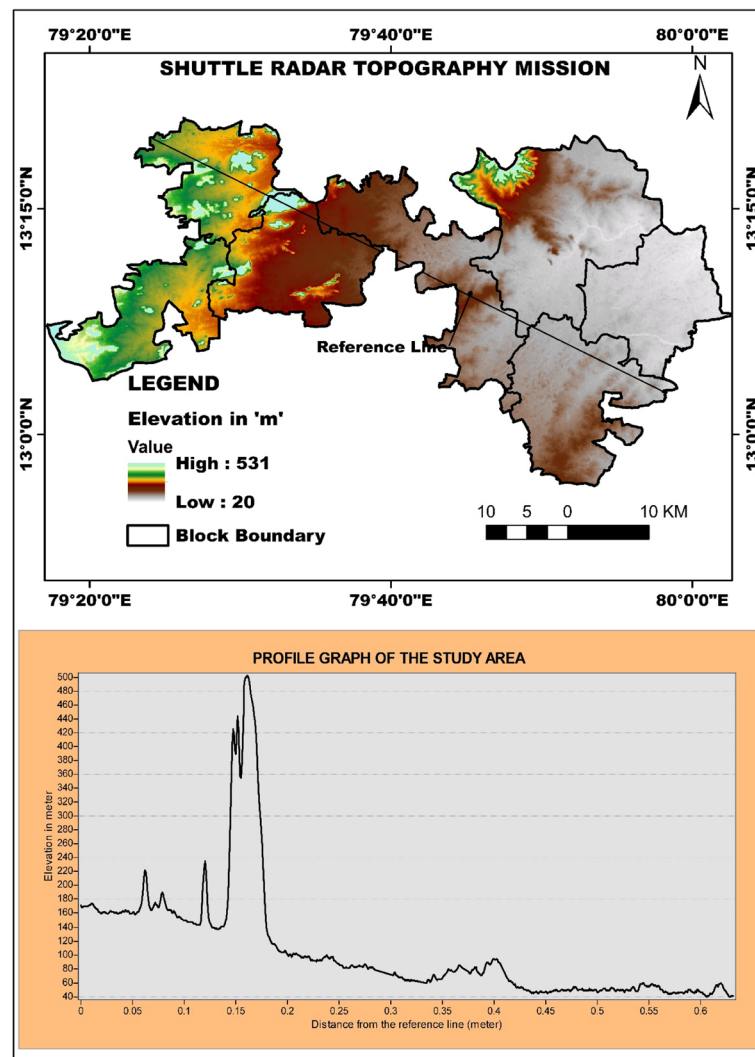 79°20'0"E 79°40'0"E 80°0'0"E
SHUTTLE RADAR TOPOGRAPHY MISSION
N
13°15'0"N 13°15'0"N
Reference Line
LEGEND
Elevation in 'm'
Value
High : 531
Low : 20
Block Boundary
13°0'0"N 13°0'0"N
10 5 0 10 KM
79°20'0"E 79°40'0"E 80°0'0"E
PROFILE GRAPH OF THE STUDY AREA
Elevation in meter
500
480
460
440
420
400
380
360
340
320
300
280
260
240
220
200
180
160
140
120
100
80
60
40
0 0.05 0.1 0.15 0.2 0.25 0.3 0.35 0.4 0.45 0.5 0.55 0.6
Distance from the reference line (meter)